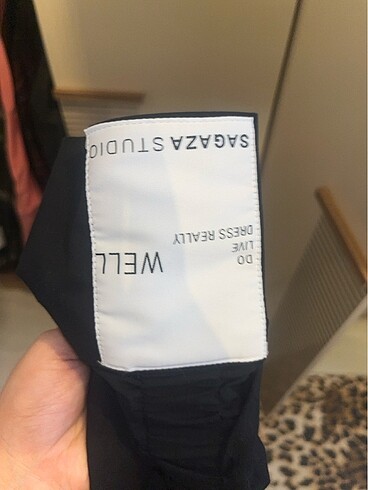 DO
LIVE
DRESS REALLY
WELL
SAGAZA STUDIO